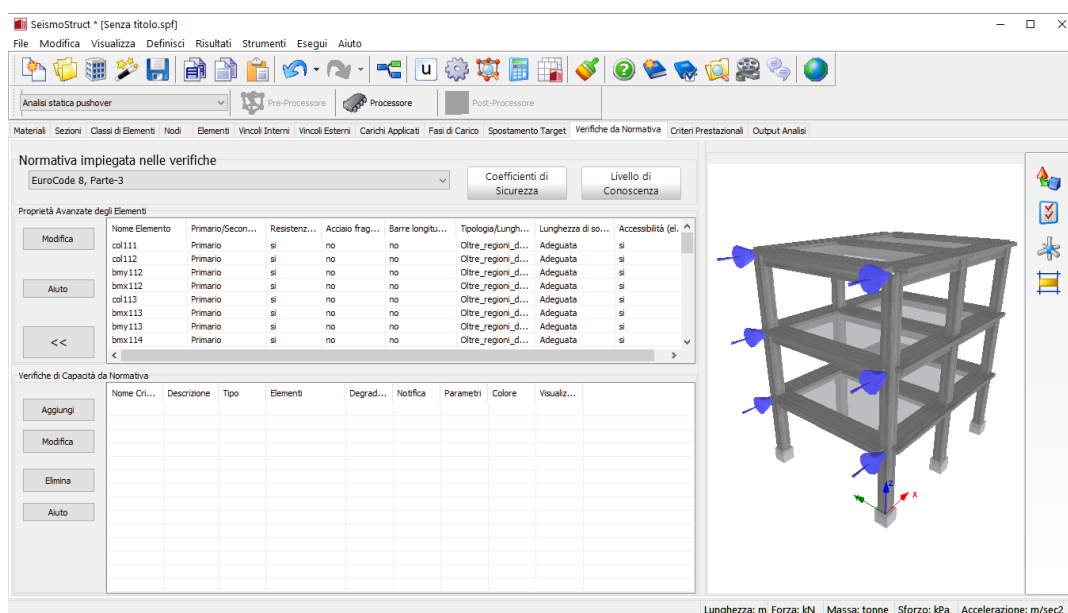 SeismoStruct * [Senza titolo.spf]
File Modifica Visualizza Definisci Risultati Strumenti Esegui Aiuto
Analisi statica pushover Pre-Processore Processore Post-Processore
Materiali Sezioni Classi di Elementi Nodi Elementi Vincoli Interni Vincoli Esterni Carichi Applicati Fasi di Carico Spostamento Target Verifiche da Normativa Criteri Prestazionali Output Analisi
Normativa impiegata nelle verifiche
EuroCode 8, Parte-3
Coefficienti di
Sicurezza
Livello di
Conoscenza
Proprietà Avanzate degli Elementi
Modifica
Aiuto
<<
Nome Elemento Primario/Secon... Resistenz... Acciaio frag... Barre longitu... Tipologia/Lungh... Lunghezza di so... Accessibilità (el.
col111 Primario si no no Oltre_regioni_d... Adeguata si
col112 Primario si no no Oltre_regioni_d... Adeguata si
bmy112 Primario si no no Oltre_regioni_d... Adeguata si
bmx112 Primario si no no Oltre_regioni_d... Adeguata si
col113 Primario si no no Oltre_regioni_d... Adeguata si
bmx113 Primario si no no Oltre_regioni_d... Adeguata si
bmy113 Primario si no no Oltre_regioni_d... Adeguata si
bmx114 Primario si no no Oltre_regioni_d... Adeguata si
Verifiche di Capacità da Normativa
Aggiungi
Modifica
Elimina
Aiuto
Nome Cri... Descrizione Tipo Elementi Degrad... Notifica Parametri Colore Visualiz...
z
x
Lunghezza: m Forza: kN Massa: tonne Sforzo: kPa Accelerazione: m/sec2